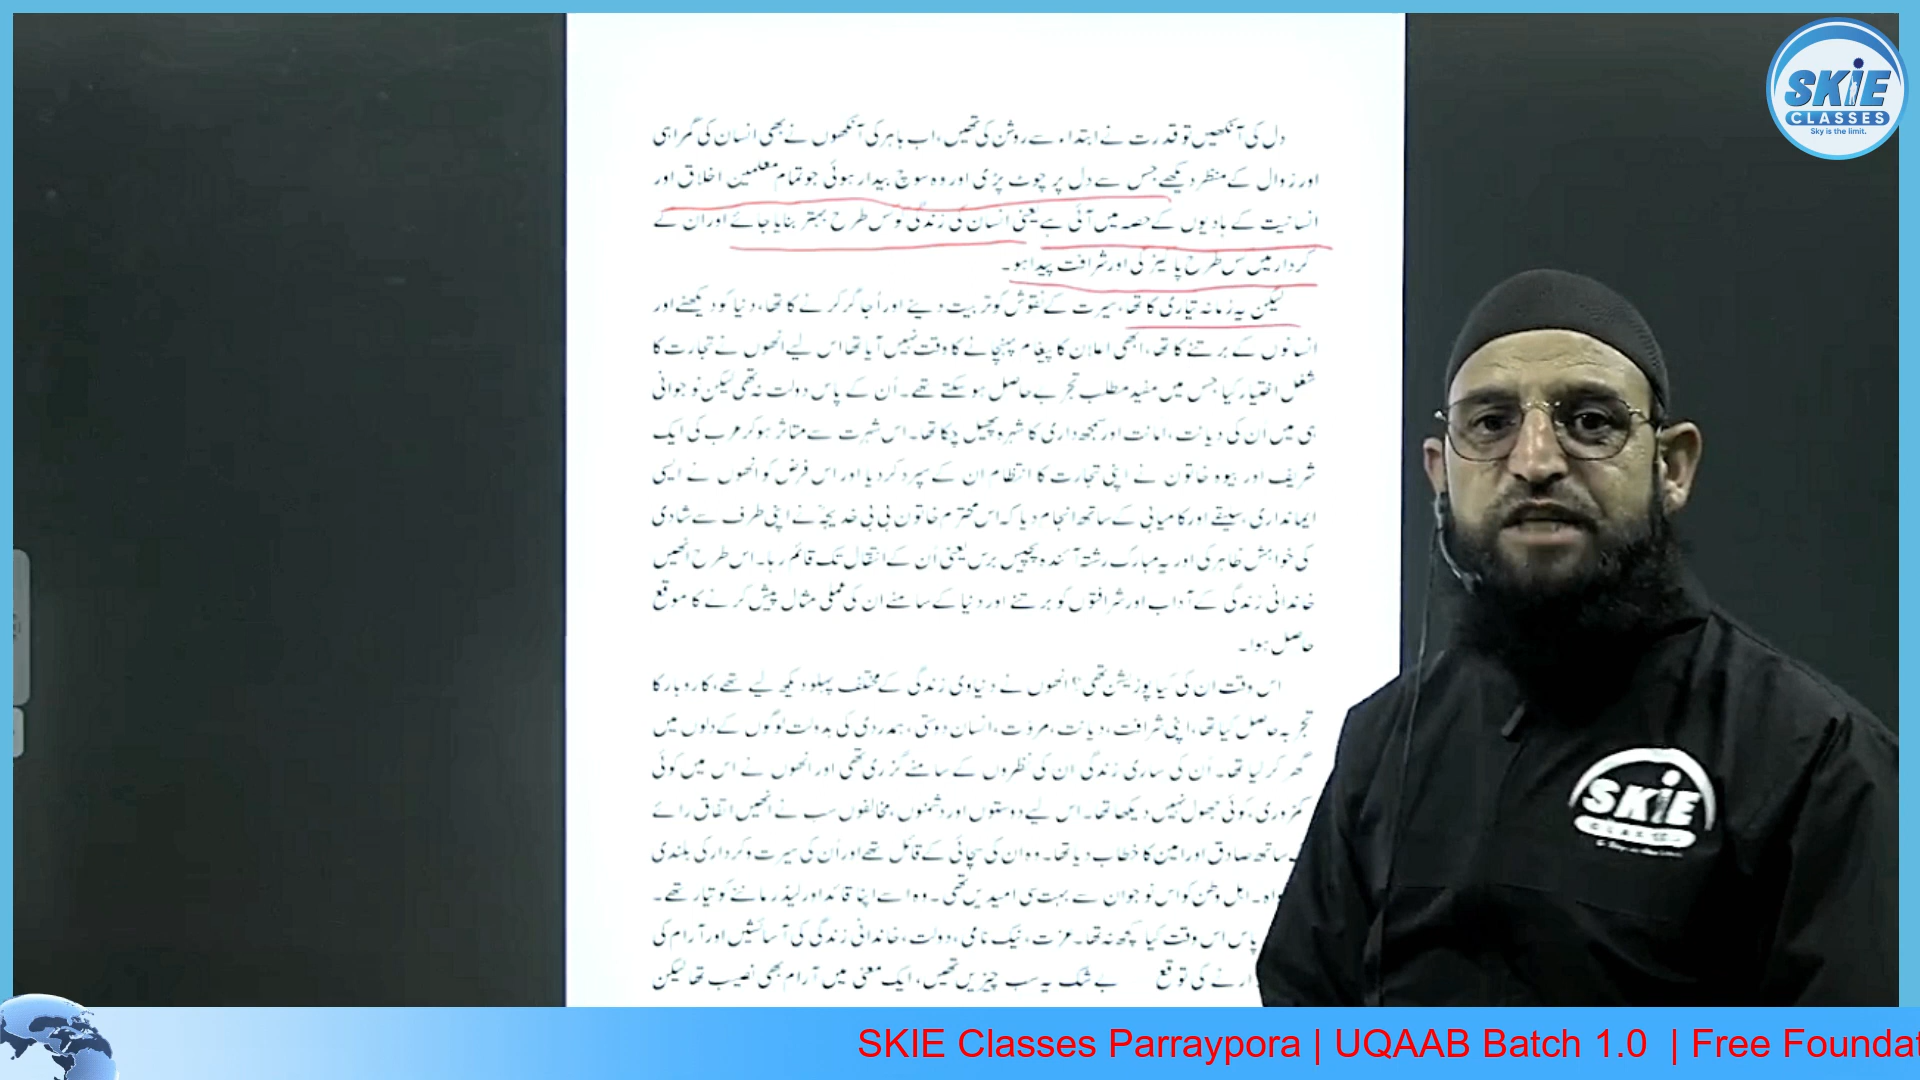 دل کی آنکھیں تو قدرت نے ابتداء سے روشن کی تھیں، اب باہر کی آنکھوں نے بھی انسان کی گمراہی
اور زوال کے منظر دیکھے جس سے دل پر چوٹ پڑی اور وہ سوچ بیدار ہوئی جو تمام معلمین اخلاق اور
انسانیت کے ہادیوں کے حصہ میں آئی ہے یعنی انسان کی زندگی کو کس طرح بہتر بنایا جائے اور ان کے
کردار میں کس طرح پاکیزگی اور شرافت پیدا ہو۔
لیکن یہ زمانہ تیاری کا تھا، سیرت کے نقوش کو تربیت دینے اور اُجاگر کرنے کا تھا، دنیا کو دیکھنے اور
انسانوں کے برتنے کا تھا، ابھی اعلان کا پیغام پہنچانے کا وقت نہیں آیا تھا اس لیے انھوں نے تجارت کا
شغل اختیار کیا جس میں مفید مطلب تجربے حاصل ہو سکتے تھے۔ اُن کے پاس دولت نہ تھی لیکن نوجوانی
ہی میں ان کی دیانت، امانت اور سمجھ داری کا شہرہ پھیل چکا تھا۔ اس شہرت سے متاثر ہو کر عرب کی ایک
شریف اور بیوہ خاتون نے اپنی تجارت کا انتظام ان کے سپرد کر دیا اور اس فرض کو انھوں نے ایسی
ایمانداری، سلیقے اور کامیابی کے ساتھ انجام دیا کہ اس محترم خاتون بی بی خدیجہؓ نے اپنی طرف سے شادی
کی خواہش ظاہر کی اور یہ مبارک رشتہ آئندہ پچیس برس یعنی اُن کے انتقال تک قائم رہا۔ اس طرح انھیں
خاندانی زندگی کے آداب اور شرافتوں کو برتنے اور دنیا کے سامنے ان کی عملی مثال پیش کرنے کا موقع
حاصل ہوا۔
اس وقت ان کی کیا پوزیشن تھی؟ انھوں نے دنیاوی زندگی کے مختلف پہلو دیکھ لیے تھے، کاروبار کا
تجربہ حاصل کیا تھا، اپنی شرافت، دیانت، مروّت، انسان دوستی، ہمدردی کی بدولت لوگوں کے دلوں میں
گھر کر لیا تھا۔ اُن کی ساری زندگی ان کی نظروں کے سامنے گزری تھی اور انھوں نے اس میں کوئی
کمزوری، کوئی جھول نہیں دیکھا تھا۔ اس لیے دوستوں اور دشمنوں، مخالفوں سب نے انھیں اتفاق رائے
ساتھ صادق اور امین کا خطاب دیا تھا۔ وہ ان کی سچائی کے قائل تھے اور اُن کی سیرت و کردار کی بلندی
اہل وطن کو اس نوجوان سے بہت سی امیدیں تھی۔ وہ اسے اپنا قائد اور لیڈر ماننے کو تیار تھے۔
پاس اس وقت کیا کچھ نہ تھا۔ عزت، نیک نامی، دولت، خاندانی زندگی کی آسائشیں اور آرام کی
کی توقع بے شک یہ سب چیزیں تھیں، ایک معنی میں آرام بھی نصیب تھا لیکن
SKiE
CLASSES
Sky is the limit.
SKiE
SKIE Classes Parraypora | UQAAB Batch 1.0 | Free Foundat